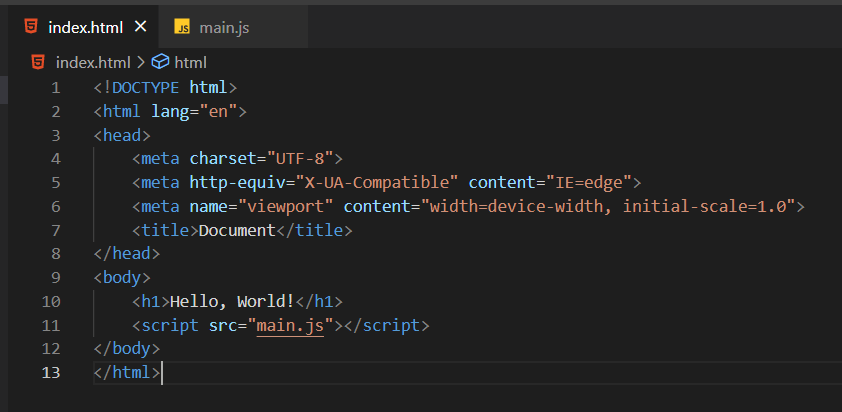 index.html × JS main.js
index.html > html
1 <!DOCTYPE html>
2 <html lang="en">
3 <head>
4     <meta charset="UTF-8">
5     <meta http-equiv="X-UA-Compatible" content="IE=edge">
6     <meta name="viewport" content="width=device-width, initial-scale=1.0">
7     <title>Document</title>
8 </head>
9 <body>
10     <h1>Hello, World!</h1>
11     <script src="main.js"></script>
12 </body>
13 </html>